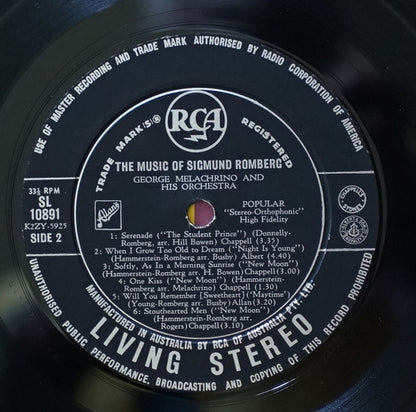 USE OF MASTER RECORDING AND TRADE MARK AUTHORISED BY RADIO CORPORATION OF AMERICA
TRADE MARK(S)® REGISTERED
RCA
THE MUSIC OF SIGMUND ROMBERG
GEORGE MELACHRINO AND
HIS ORCHESTRA
33⅓ RPM
SL
10891
K2ZY-5925
SIDE 2
Allans
POPULAR
"Stereo-Orthophonic"
High Fidelity
CHAPPELL'S
STEREO
1: Serenade ("The Student Prince") (Donnelly-
Romberg, arr. Hill Bowen) Chappell (3.35)
2: When I Grow Too Old to Dream ("Night Is Young")
(Hammerstein-Romberg, arr. Busby) Albert (4.40)
3: Softly, As In a Morning Sunrise ("New Moon")
(Hammerstein-Romberg arr. H. Bowen) Chappell (3.00)
4: One Kiss ("New Moon") (Hammerstein-Romberg,
arr. Melachrino) Chappell (1.30)
5: Will You Remember [Sweetheart] ('Maytime')
(Young-Romberg, arr. Busby) Allan (3.20)
6: Stouthearted Men ("New Moon")
(Hammerstein-Romberg, arr.
Rogers) Chappell (3.10)
MANUFACTURED IN AUSTRALIA BY RCA OF AUSTRALIA PTY. LTD.
LIVING STEREO
UNAUTHORISED PUBLIC PERFORMANCE, BROADCASTING AND COPYING OF THIS RECORD PROHIBITED